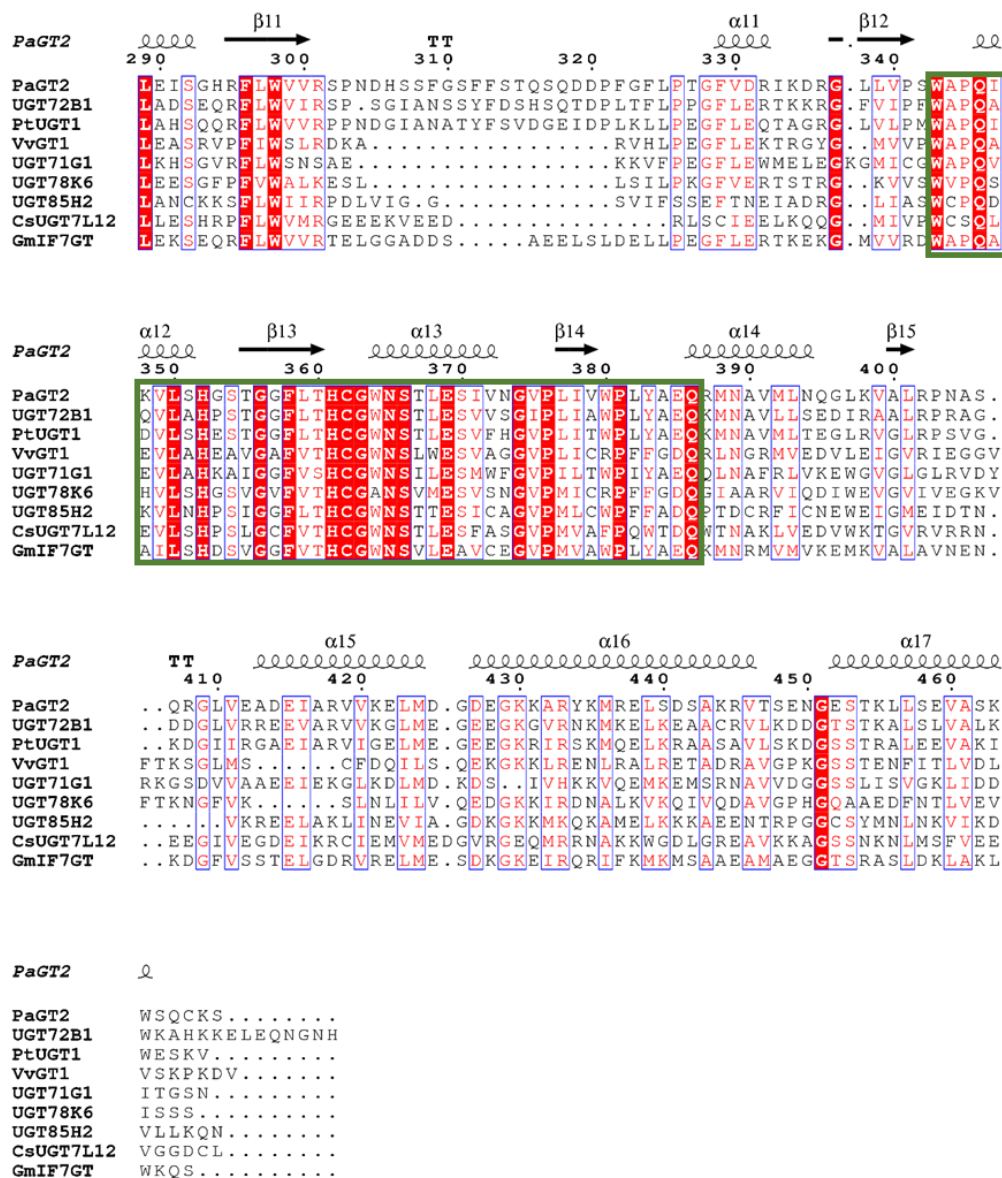 β11 α11 β12
PaGT2 TT
290 300 310 320 330 340
PaGT2 LEISGHRFLWVVRSPNDHSSFGSFFSTQSQDDPFGFLPTGFVDRIKDRG.LLVPSWAPQI
UGT72B1 LADSEQRFLWVIRSP.SGIANSSYFDSHSQTDPLTFLPPGFLERTKKRG.FVIPFWAPQA
PtUGT1 LAHSQQRFLWVVRPPNDGIANATYFSVDGEIDPLKLLPEGFLEQTAGRG.LVLPMWAPQI
VvGT1 LEASRVPFIWSLRDKA.................RVHLPEGFLEKTRGYG.MVVPWAPQA
UGT71G1 LKHSGVRFLWSNSAE..................KKVFPEGFLEWMELEGKGMICGWAPQV
UGT78K6 LEESGFPFVWALKESL.................LSILPKGFVERTSTRG.KVVSWVPQS
UGT85H2 LANCKKSFLWIIRPDLVIG.G............SVIFSSEFTNEIADRG.LIASWCPQD
CsUGT7L12 LLESHRPFLWVMRGEEEKVEED...........RLSCIEELKQQG.MIVPWCSQL
GmIF7GT LEKSEQRFLWVVRTELGGADDS.....AEELSLDELLPEGFLERTKEKG.MVVRDWAPQA
α12 β13 α13 β14 α14 β15
PaGT2
350 360 370 380 390 400
PaGT2 KVLSHGSTGGFLTHCGWNSTLESIVNGVPLIVWPLYAEQRMNAVMLNQGLKVALRPNAS.
UGT72B1 QVLAHPSTGGFLTHCGWNSTLESVVSGIPLIAWPLYAEQKMNAVLLSEDIRAALRPRAG.
PtUGT1 DVLSHESTGGFLTHCGWNSTLESVFHGVPLITWPLYAEQKMNAVMLTEGLRVGLRPSVG.
VvGT1 EVLAHEAVGAFVTHCGWNSLWESVAGGVPLICRPFFGDQRLNGRMVEDVLEIGVRIEGGV
UGT71G1 EVLAHKAIGGFVSHCGWNSILESMWFGVPILTWPIYAEQQLNAFRLVKEWGVGLGLRVDY
UGT78K6 HVLSHGSVGVFVTHCGANSVMESVSNGVPMICRPFFGDQGIAARVIQDIWEVGVIVEGKV
UGT85H2 KVLNHPSIGGFLTHCGWNSTTESICAGVPMLCWPFFADQPTDCRFICNEWEIGMEIDTN.
CsUGT7L12 EVLSHPSLGCFVTHCGWNSTLESFASGVPMVAFPQWTDQWTNAKLVEDVWKTGVRVRRN.
GmIF7GT AILSHDSVGGFVTHCGWNSVLEAVCEGVPMVAWPLYAEQKMNRMVMVKEMKVALAVNEN.
α15 α16 α17
PaGT2 TT
410 420 430 440 450 460
PaGT2 ..QRGLVEADEIARVVKELMD.GDEGKKARYKMRELSDSAKRVTSENGESTKLLSEVASK
UGT72B1 ..DDGLVRREEVARVVKGLME.GEEGKGVRNKMKELKEAACRVLKDDGTSTKALSLVALK
PtUGT1 ..KDGIIRGAEIARVIGELME.GEEGKRIRSKMQELKRAASAVLSKDGSSTRALEEVAKI
VvGT1 FTKSGLMS......CFDQILS.QEKGKKLRENLRALRETADRAVGPKGSSTENFITLVDL
UGT71G1 RKGSDVVAAEEIEKGLKDLMD.KDS..IVHKKVQEMKEMSRNAVVDGGSSLISVGKLIDD
UGT78K6 FTKNGFVK......SLNLILV.QEDGKKIRDNALKVKQIVQDAVGPHGQAAEDFNTLVEV
UGT85H2 ......VKREELAKLINEVIA.GDKGKKMKQKAMELKKKAEENTRPGGCSYMNLNKVIKD
CsUGT7L12 ..EEGIVEGDEIKRCIEMVMEDGVRGEQMRRNAKKWGDLGREAVKKAGSSNKNLMSFVEE
GmIF7GT ..KDGFVSSTELGDRVRELME.SDKGKEIRQRIFKMKMSAAEAMAEGGTSRASLDKLAKL
PaGT2
PaGT2 WSQCKS........
UGT72B1 WKAHKKELEQNGNH
PtUGT1 WESKV.........
VvGT1 VSKPKDV.......
UGT71G1 ITGSN.........
UGT78K6 ISSS..........
UGT85H2 VLLKQN........
CsUGT7L12 VGGDCL........
GmIF7GT WKQS..........